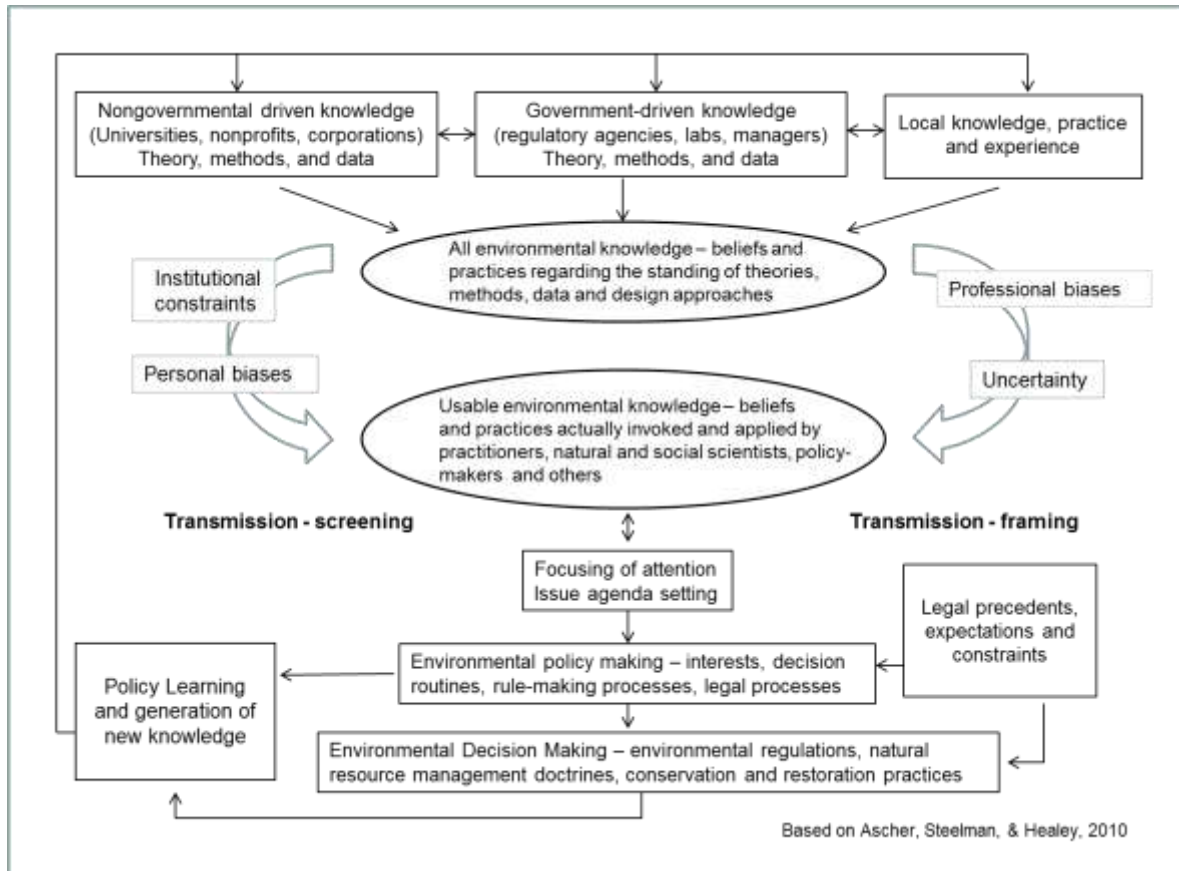 Nongovernmental driven knowledge
(Universities, nonprofits, corporations)
Theory, methods, and data
Government-driven knowledge
(regulatory agencies, labs, managers)
Theory, methods, and data
Local knowledge, practice
and experience
All environmental knowledge – beliefs and
practices regarding the standing of theories,
methods, data and design approaches
Institutional
constraints
Professional biases
Personal biases
Uncertainty
Usable environmental knowledge – beliefs
and practices actually invoked and applied by
practitioners, natural and social scientists, policy-
makers and others
Transmission - screening
Transmission - framing
Focusing of attention
Issue agenda setting
Legal precedents,
expectations and
constraints
Environmental policy making – interests, decision
routines, rule-making processes, legal processes
Policy Learning
and generation of
new knowledge
Environmental Decision Making – environmental regulations, natural
resource management doctrines, conservation and restoration practices
Based on Ascher, Steelman, & Healey, 2010